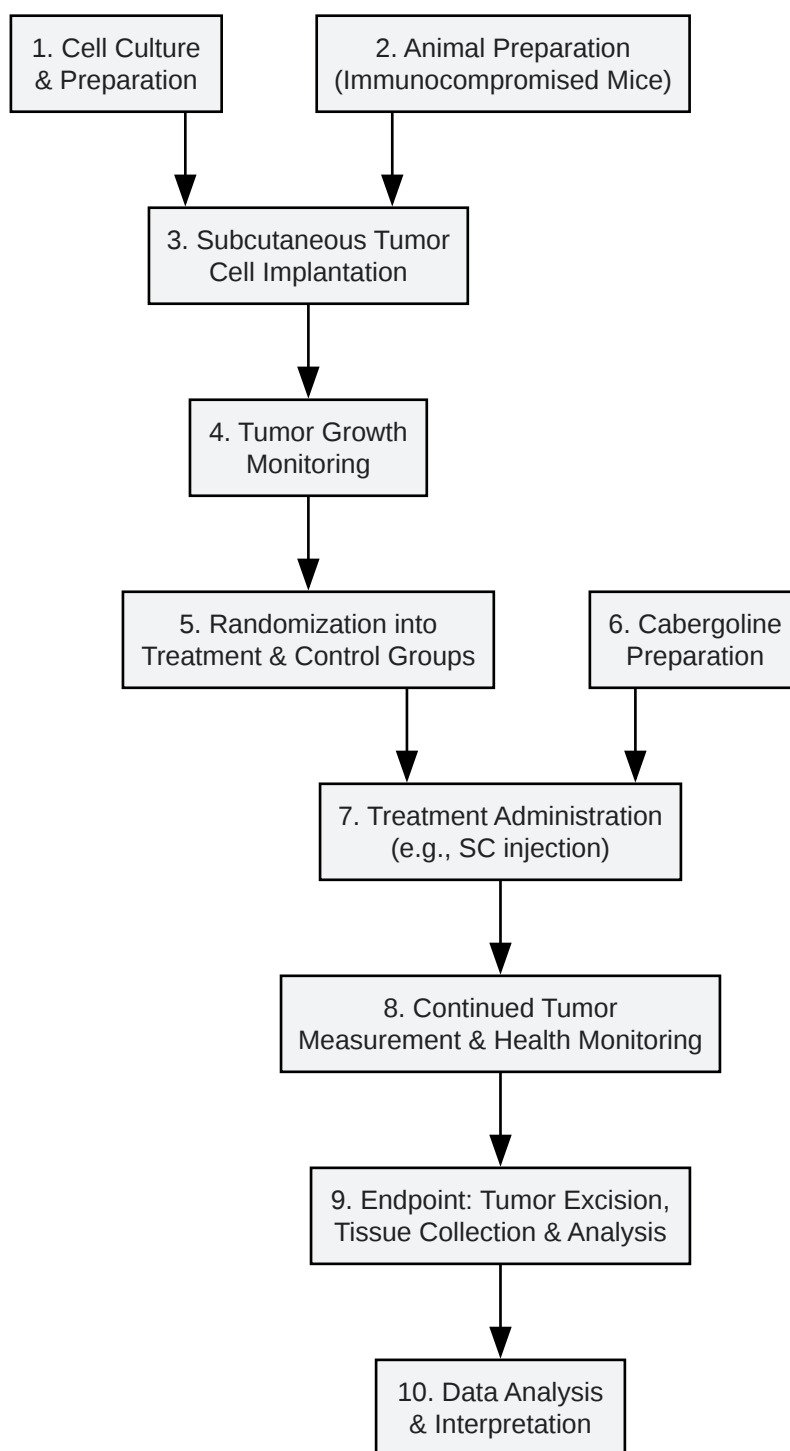 1. Cell Culture
& Preparation
2. Animal Preparation
(Immunocompromised Mice)
3. Subcutaneous Tumor
Cell Implantation
4. Tumor Growth
Monitoring
5. Randomization into
Treatment & Control Groups
6. Cabergoline
Preparation
7. Treatment Administration
(e.g., SC injection)
8. Continued Tumor
Measurement & Health Monitoring
9. Endpoint: Tumor Excision,
Tissue Collection & Analysis
10. Data Analysis
& Interpretation